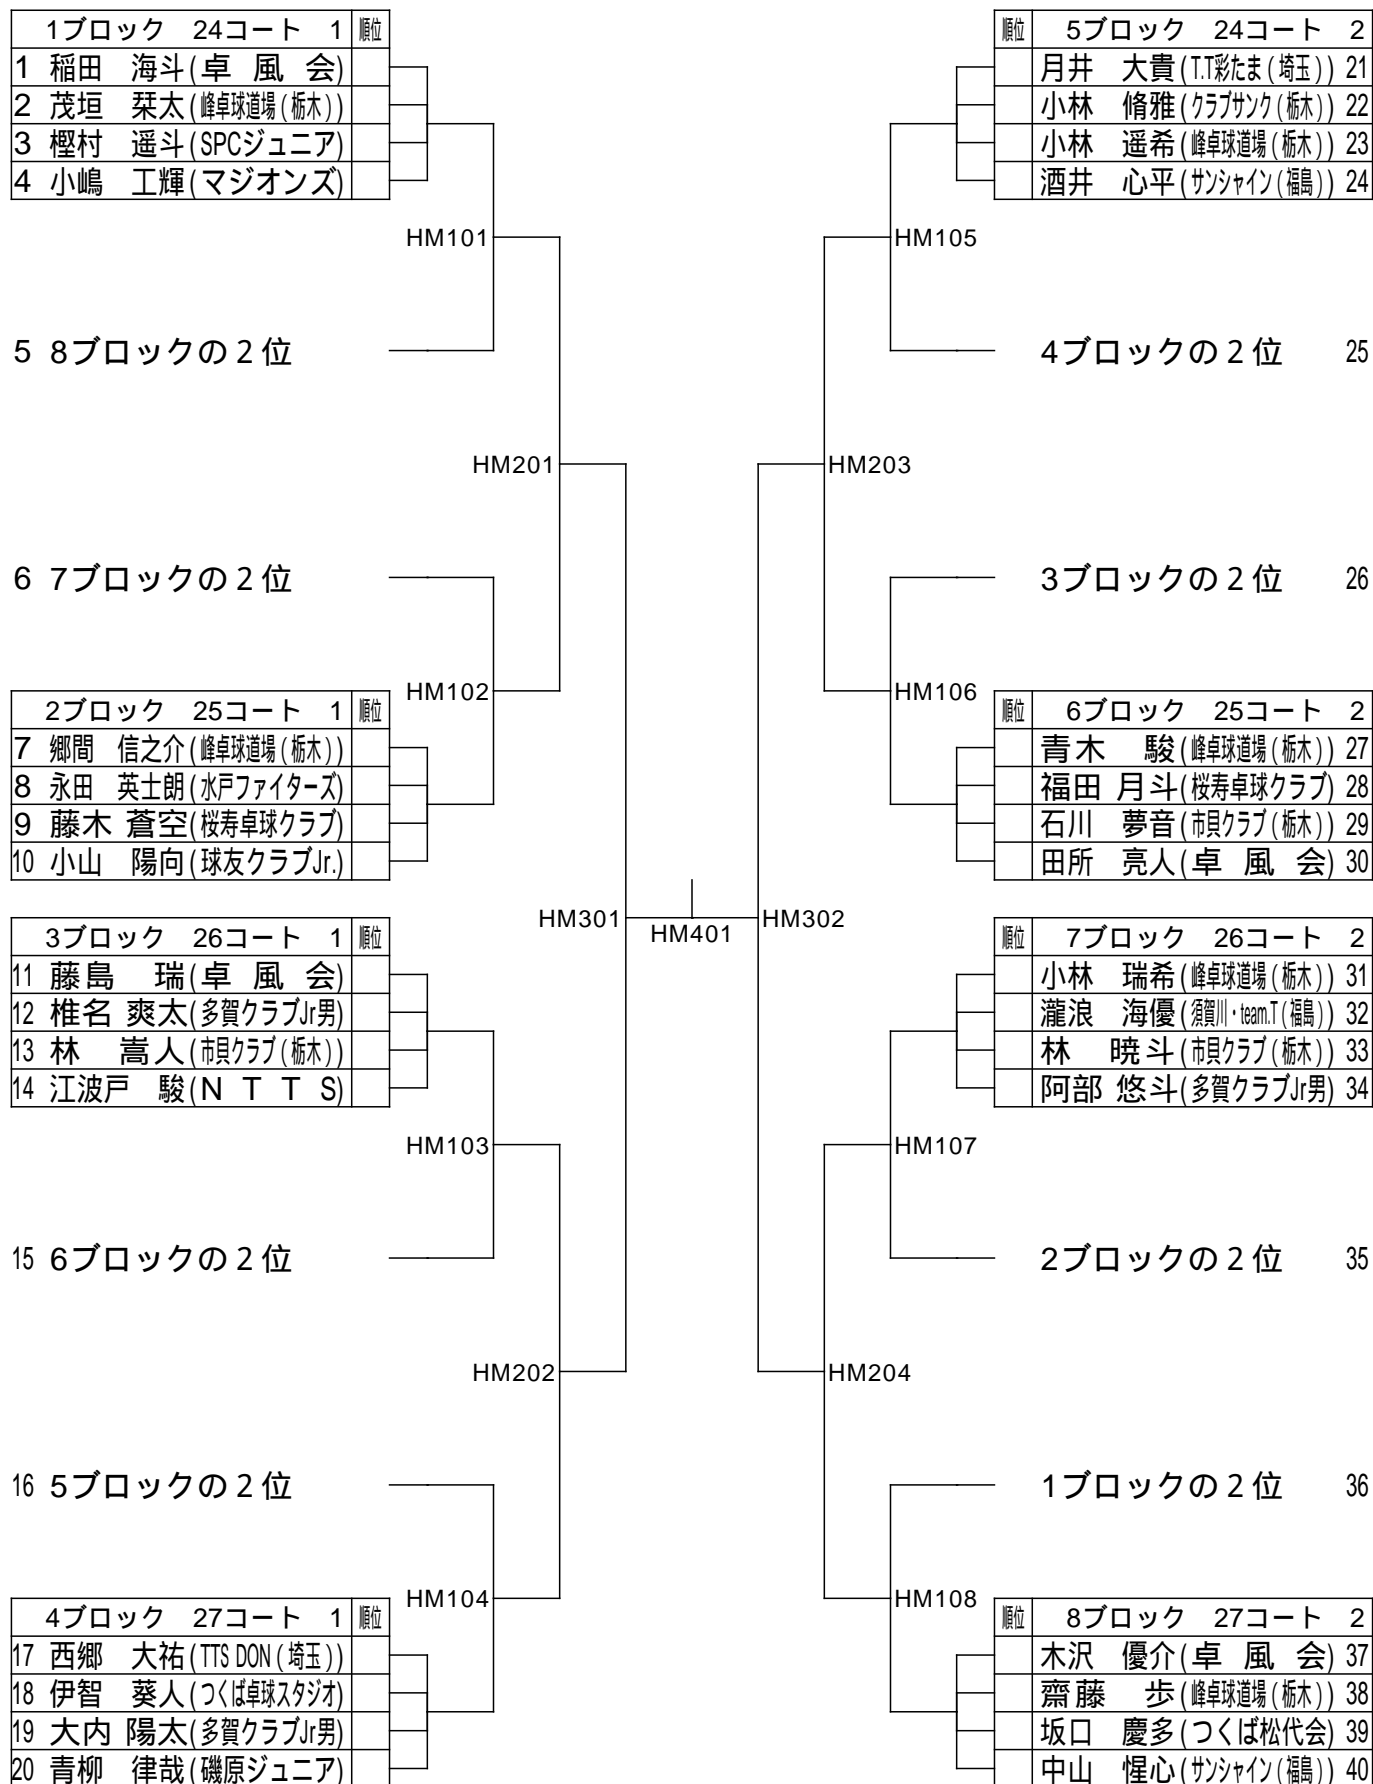 1ブロック　24コート　1 順位
1 稲田　海斗(卓　風　会)
2 茂垣　栞太(峰卓球道場(栃木))
3 樫村　遥斗(SPCジュニア)
4 小嶋　工輝(マジオンズ)
HM101
5 8ブロックの２位
HM201
6 7ブロックの２位
HM102
2ブロック　25コート　1 順位
7 郷間　信之介(峰卓球道場(栃木))
8 永田　英士朗(水戸ファイターズ)
9 藤木 蒼空(桜寿卓球クラブ)
10 小山　陽向(球友クラブJr.)
HM301
3ブロック　26コート　1 順位
11 藤島　瑞(卓　風　会)
12 椎名 爽太(多賀クラブJr男)
13 林　嵩人(市貝クラブ(栃木))
14 江波戸　駿(Ｎ Ｔ Ｔ Ｓ)
HM103
15 6ブロックの２位
HM202
16 5ブロックの２位
HM104
4ブロック　27コート　1 順位
17 西郷　大祐(TTS DON(埼玉))
18 伊智　葵人(つくば卓球スタジオ)
19 大内 陽太(多賀クラブJr男)
20 青柳　律哉(磯原ジュニア)
HM401
順位 5ブロック　24コート　2
月井　大貴(T.T彩たま(埼玉)) 21
小林　脩雅(クラブサンク(栃木)) 22
小林　遥希(峰卓球道場(栃木)) 23
酒井　心平(サンシャイン(福島)) 24
HM105
4ブロックの２位 25
HM203
3ブロックの２位 26
HM106
順位 6ブロック　25コート　2
青木　駿(峰卓球道場(栃木)) 27
福田 月斗(桜寿卓球クラブ) 28
石川　夢音(市貝クラブ(栃木)) 29
田所　亮人(卓　風　会) 30
HM302
順位 7ブロック　26コート　2
小林　瑞希(峰卓球道場(栃木)) 31
瀧浪　海優(須賀川・team.T(福島)) 32
林　暁斗(市貝クラブ(栃木)) 33
阿部 悠斗(多賀クラブJr男) 34
HM107
2ブロックの２位 35
HM204
1ブロックの２位 36
HM108
順位 8ブロック　27コート　2
木沢　優介(卓　風　会) 37
齋藤　歩(峰卓球道場(栃木)) 38
坂口　慶多(つくば松代会) 39
中山　惺心(サンシャイン(福島)) 40